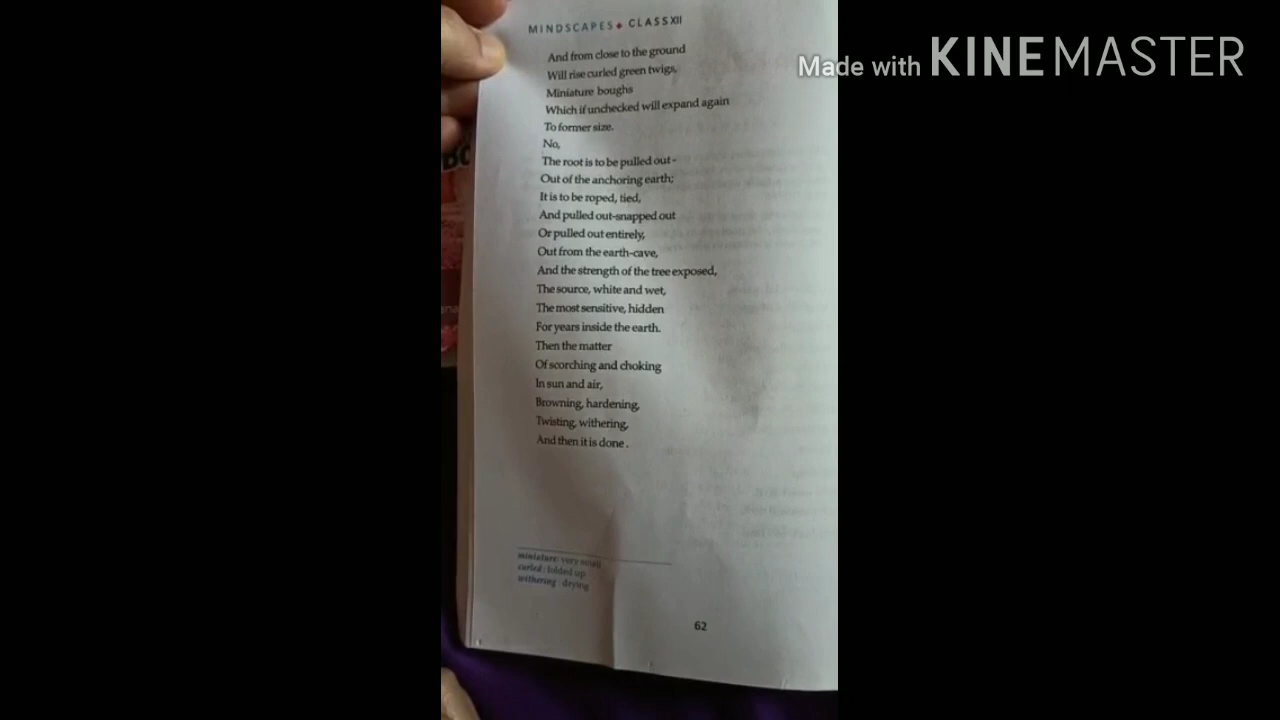 MINDSCAPES ◆ CLASS XII
Made with KINEMASTER
And from close to the ground
Will rise curled green twigs,
Miniature boughs
Which if unchecked will expand again
To former size.
No,
The root is to be pulled out-
Out of the anchoring earth;
It is to be roped, tied,
And pulled out-snapped out
Or pulled out entirely,
Out from the earth-cave,
And the strength of the tree exposed,
The source, white and wet,
The most sensitive, hidden
For years inside the earth.
Then the matter
Of scorching and choking
In sun and air,
Browning, hardening,
Twisting, withering,
And then it is done .
miniature: very small
curled : folded up
withering : drying
62